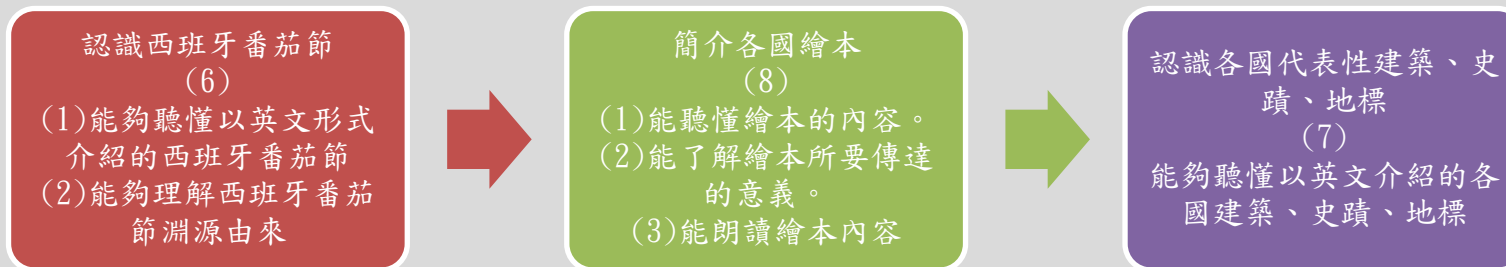 認識西班牙番茄節
(6)
(1)能夠聽懂以英文形式
介紹的西班牙番茄節
(2)能夠理解西班牙番茄
節淵源由來
簡介各國繪本
(8)
(1)能聽懂繪本的內容。
(2)能了解繪本所要傳達
的意義。
(3)能朗讀繪本內容
認識各國代表性建築、史
蹟、地標
(7)
能夠聽懂以英文介紹的各
國建築、史蹟、地標